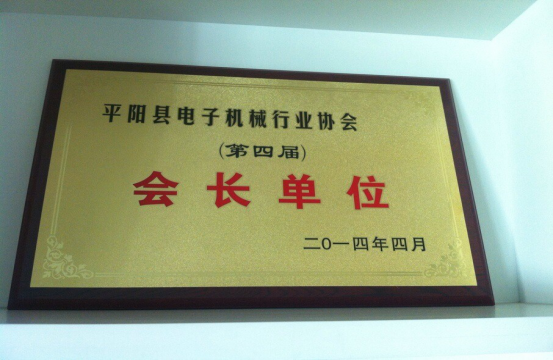 平阳县电子机械行业协会
(第四届)
会长单位
二〇一四年四月